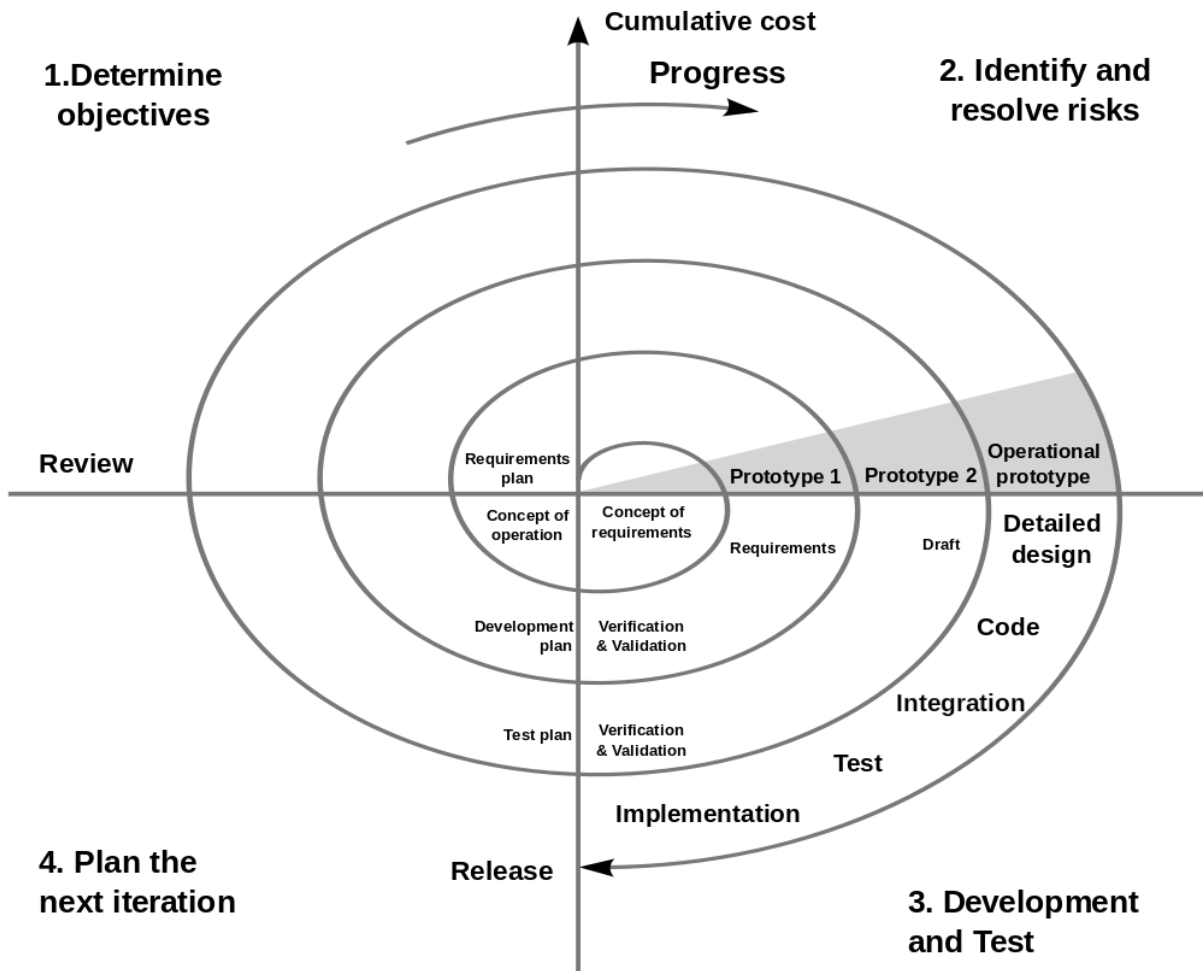 Cumulative cost
1.Determine
objectives
Progress
2. Identify and
resolve risks
Review
Requirements
plan
Prototype 1
Prototype 2
Operational
prototype
Concept of
operation
Concept of
requirements
Requirements
Draft
Detailed
design
Development
plan
Verification
& Validation
Code
Integration
Test plan
Verification
& Validation
Test
Implementation
Release
4. Plan the
next iteration
3. Development
and Test